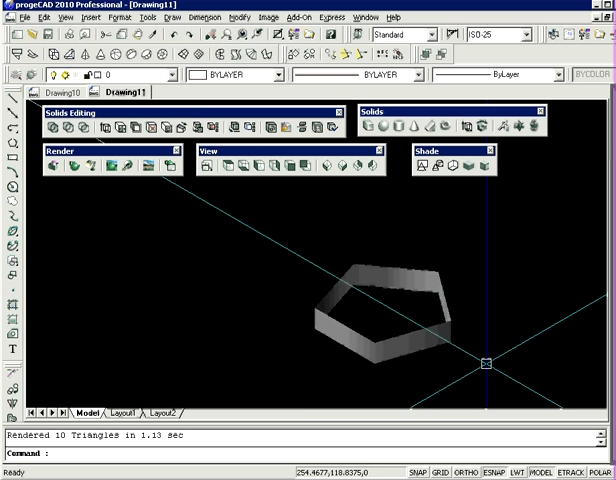 progeCAD 2010 Professional - [Drawing11]
File Edit View Insert Format Tools Draw Dimension Modify Image Add-On Express Window Help
Standard ISO-25
0 BYLAYER BYLAYER ByLayer BYCOLOR
Drawing10 Drawing11
Solids Editing Solids
Render View Shade
T
Model Layout1 Layout2
Rendered 10 Triangles in 1.13 sec
Command :
Ready 254.4677,118.8375,0 SNAP GRID ORTHO ESNAP LWT MODEL ETRACK POLAR